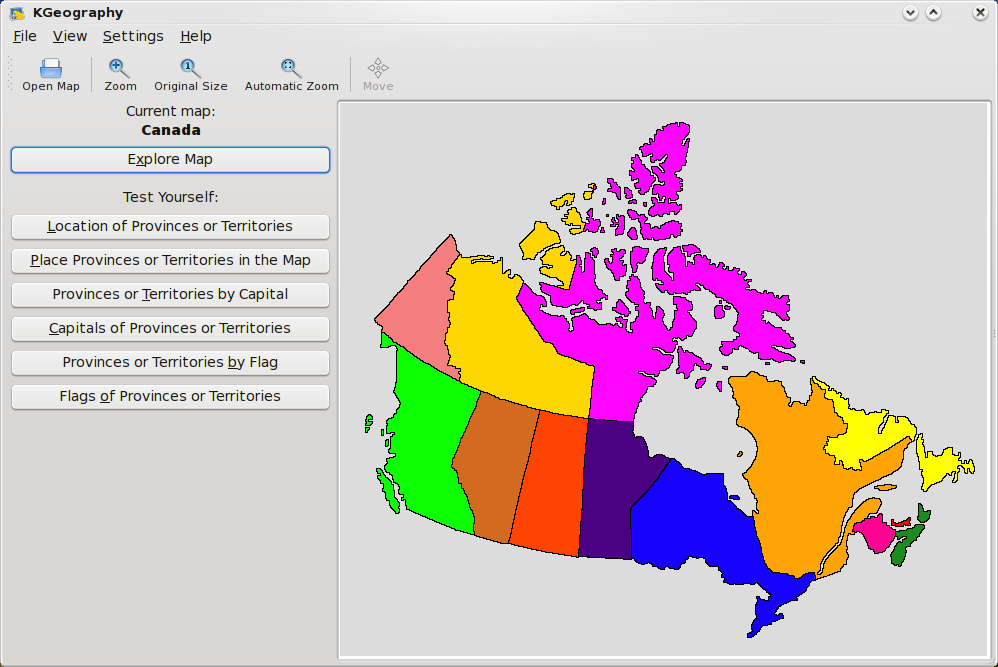 KGeography
File View Settings Help
Open Map Zoom Original Size Automatic Zoom Move
Current map:
Canada
Explore Map
Test Yourself:
Location of Provinces or Territories
Place Provinces or Territories in the Map
Provinces or Territories by Capital
Capitals of Provinces or Territories
Provinces or Territories by Flag
Flags of Provinces or Territories